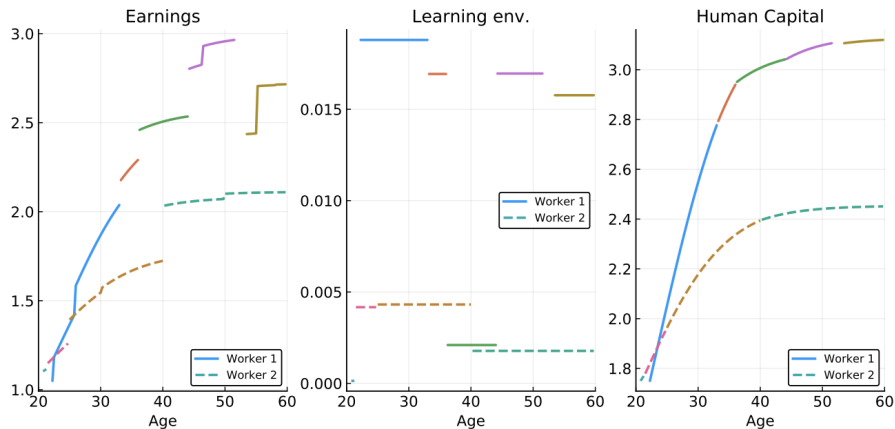 Earnings
3.0
2.5
2.0
1.5
1.0
20 30 40 50 60
Age
Worker 1
Worker 2
Learning env.
0.015
0.010
0.005
0.000
20 30 40 50 60
Age
Worker 1
Worker 2
Human Capital
3.0
2.8
2.6
2.4
2.2
2.0
1.8
20 30 40 50 60
Age
Worker 1
Worker 2